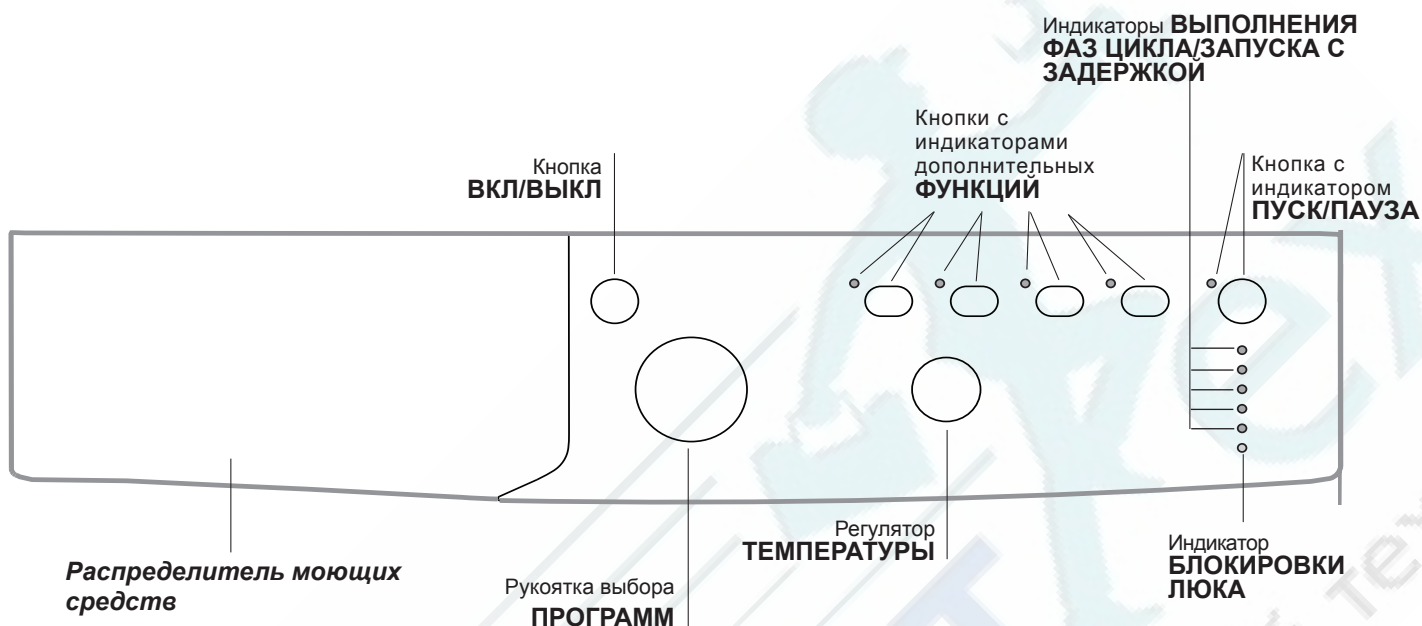 Индикаторы ВЫПОЛНЕНИЯ
ФАЗ ЦИКЛА/ЗАПУСКА С
ЗАДЕРЖКОЙ
Кнопки с
индикаторами
дополнительных
ФУНКЦИЙ
Кнопка
ВКЛ/ВЫКЛ
Кнопка с
индикатором
ПУСК/ПАУЗА
Распределитель моющих
средств
Рукоятка выбора
ПРОГРАММ
Регулятор
ТЕМПЕРАТУРЫ
Индикатор
БЛОКИРОВКИ
ЛЮКА